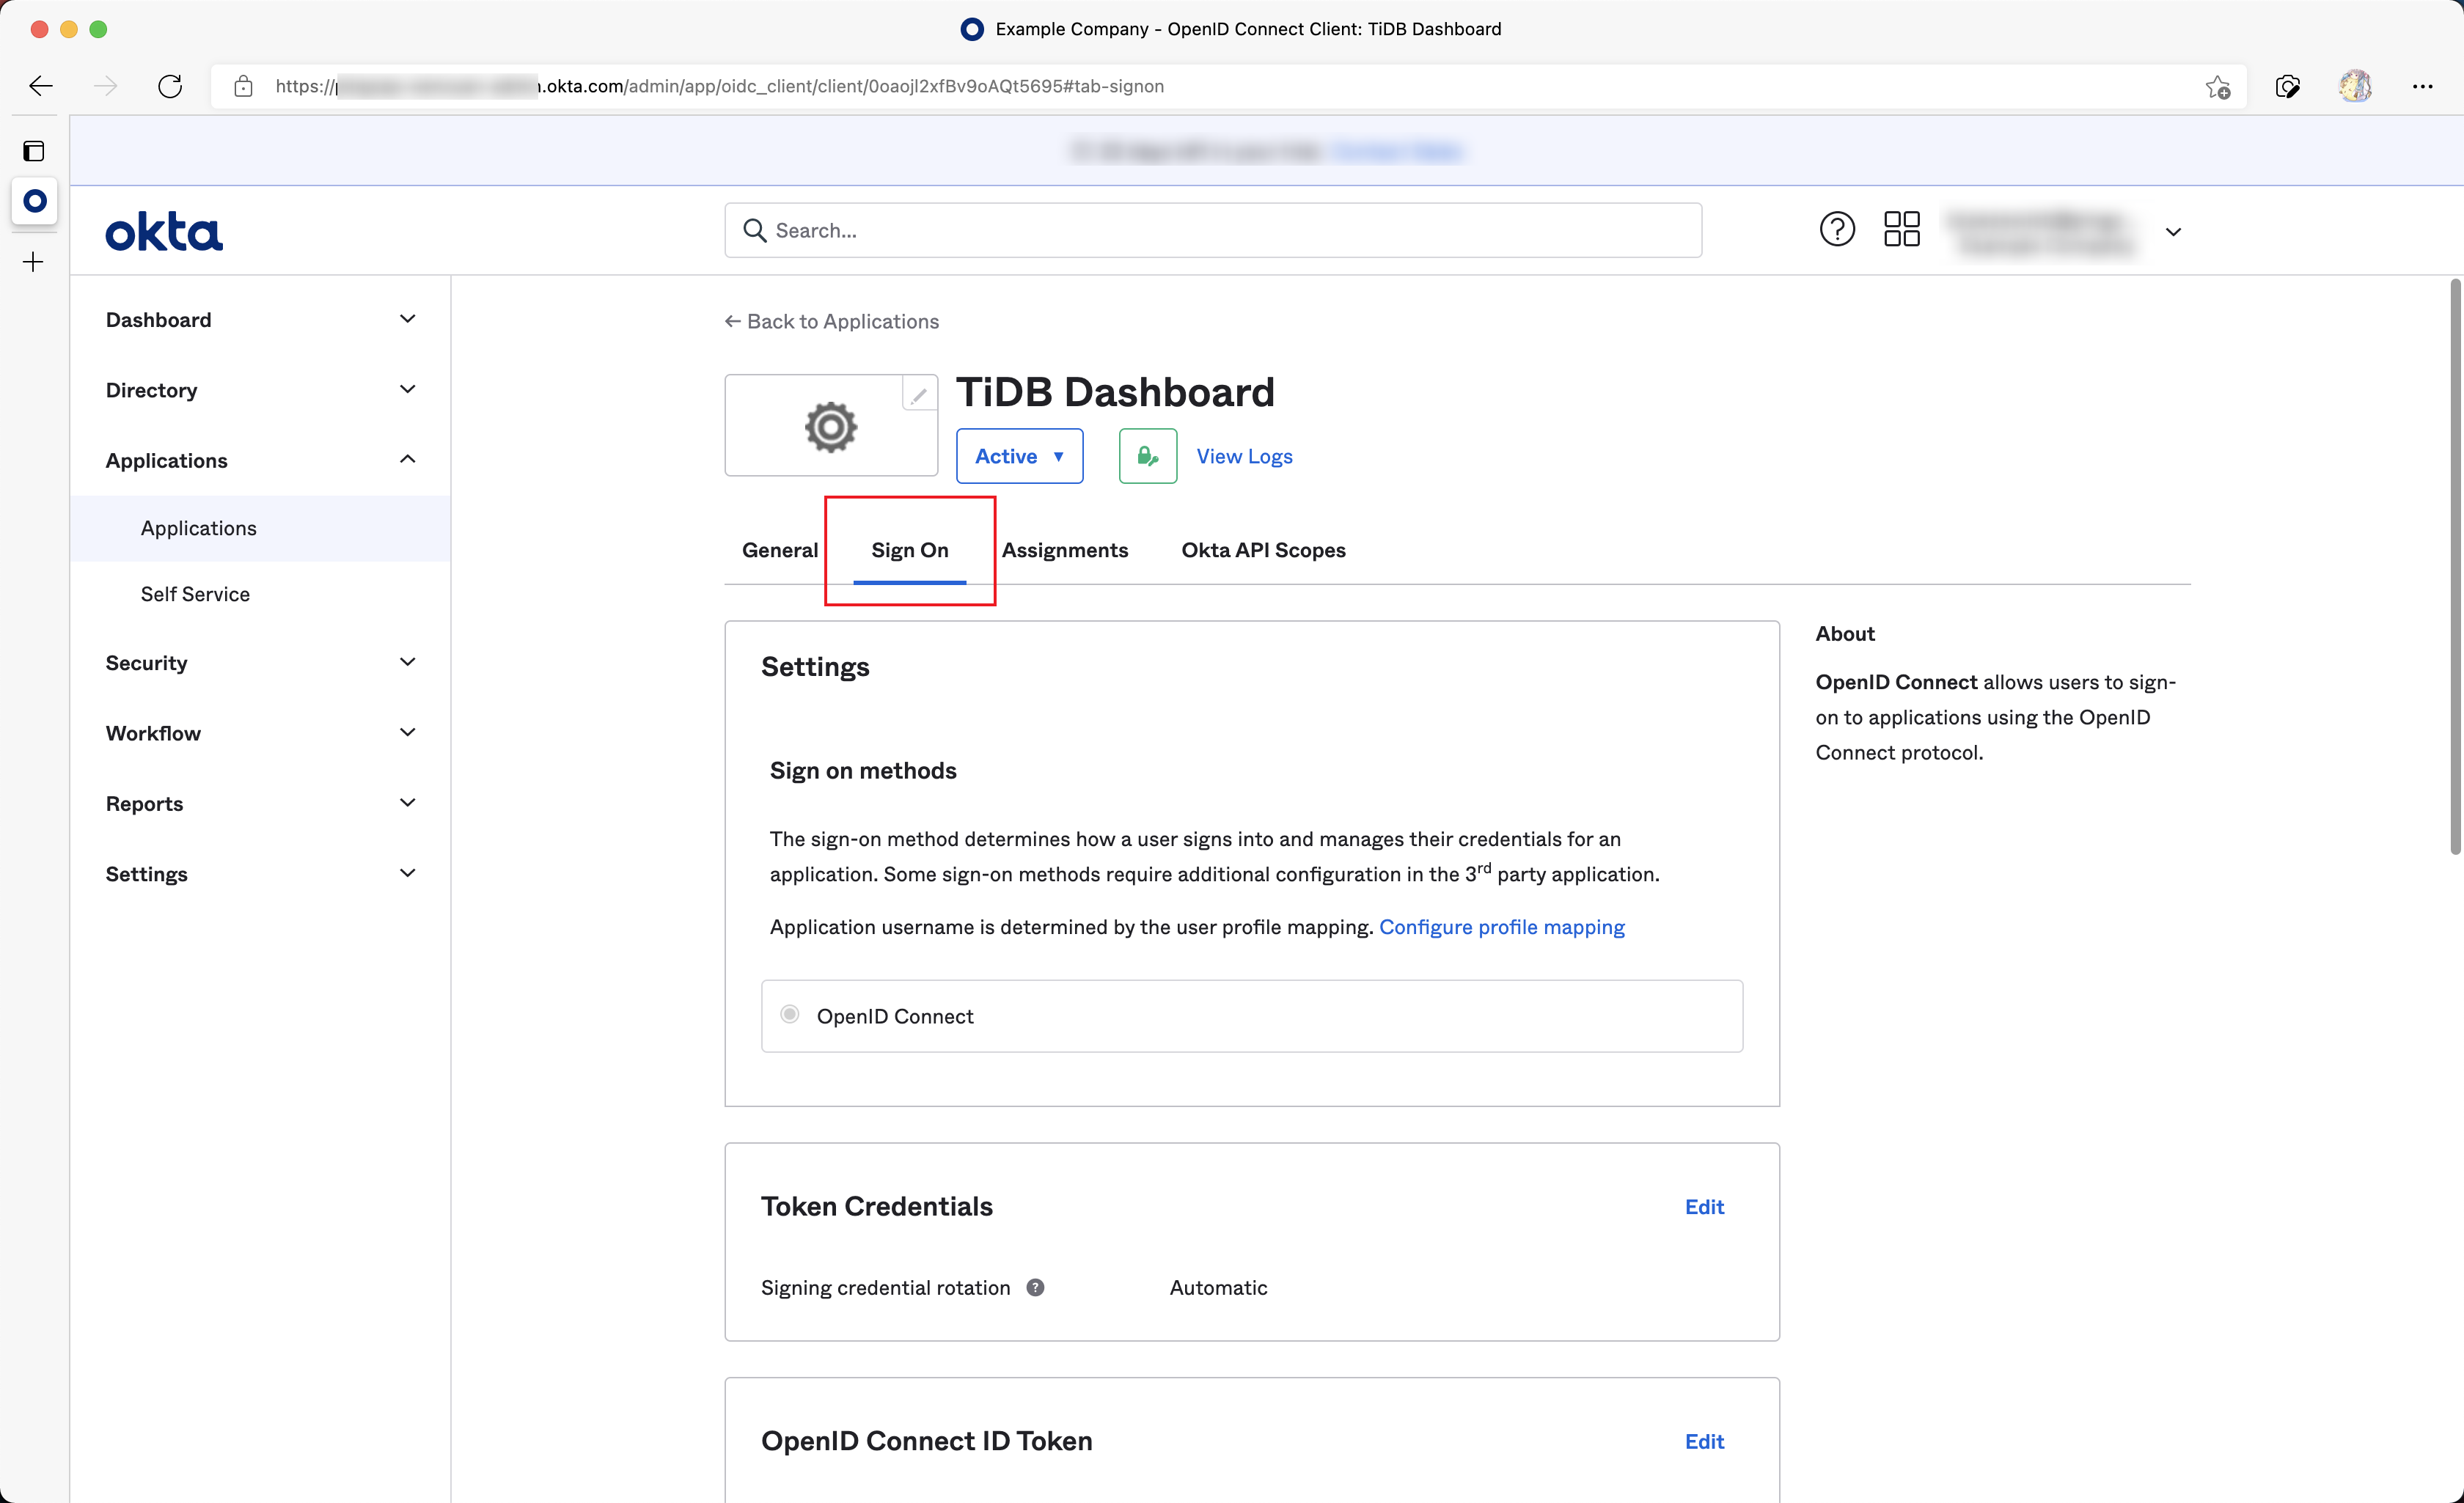 Example Company - OpenID Connect Client: TiDB Dashboard
https://
.okta.com/admin/app/oidc_client/client/0oaojl2xfBv9oAQt5695#tab-signon
okta
Search...
Dashboard
Directory
Applications
Applications
Self Service
Security
Workflow
Reports
Settings
← Back to Applications
TiDB Dashboard
Active ▼
View Logs
General
Sign On
Assignments
Okta API Scopes
Settings
Sign on methods
The sign-on method determines how a user signs into and manages their credentials for an
application. Some sign-on methods require additional configuration in the 3rd party application.
Application username is determined by the user profile mapping. Configure profile mapping
OpenID Connect
Token Credentials
Edit
Signing credential rotation ?
Automatic
OpenID Connect ID Token
Edit
About
OpenID Connect allows users to sign-
on to applications using the OpenID
Connect protocol.